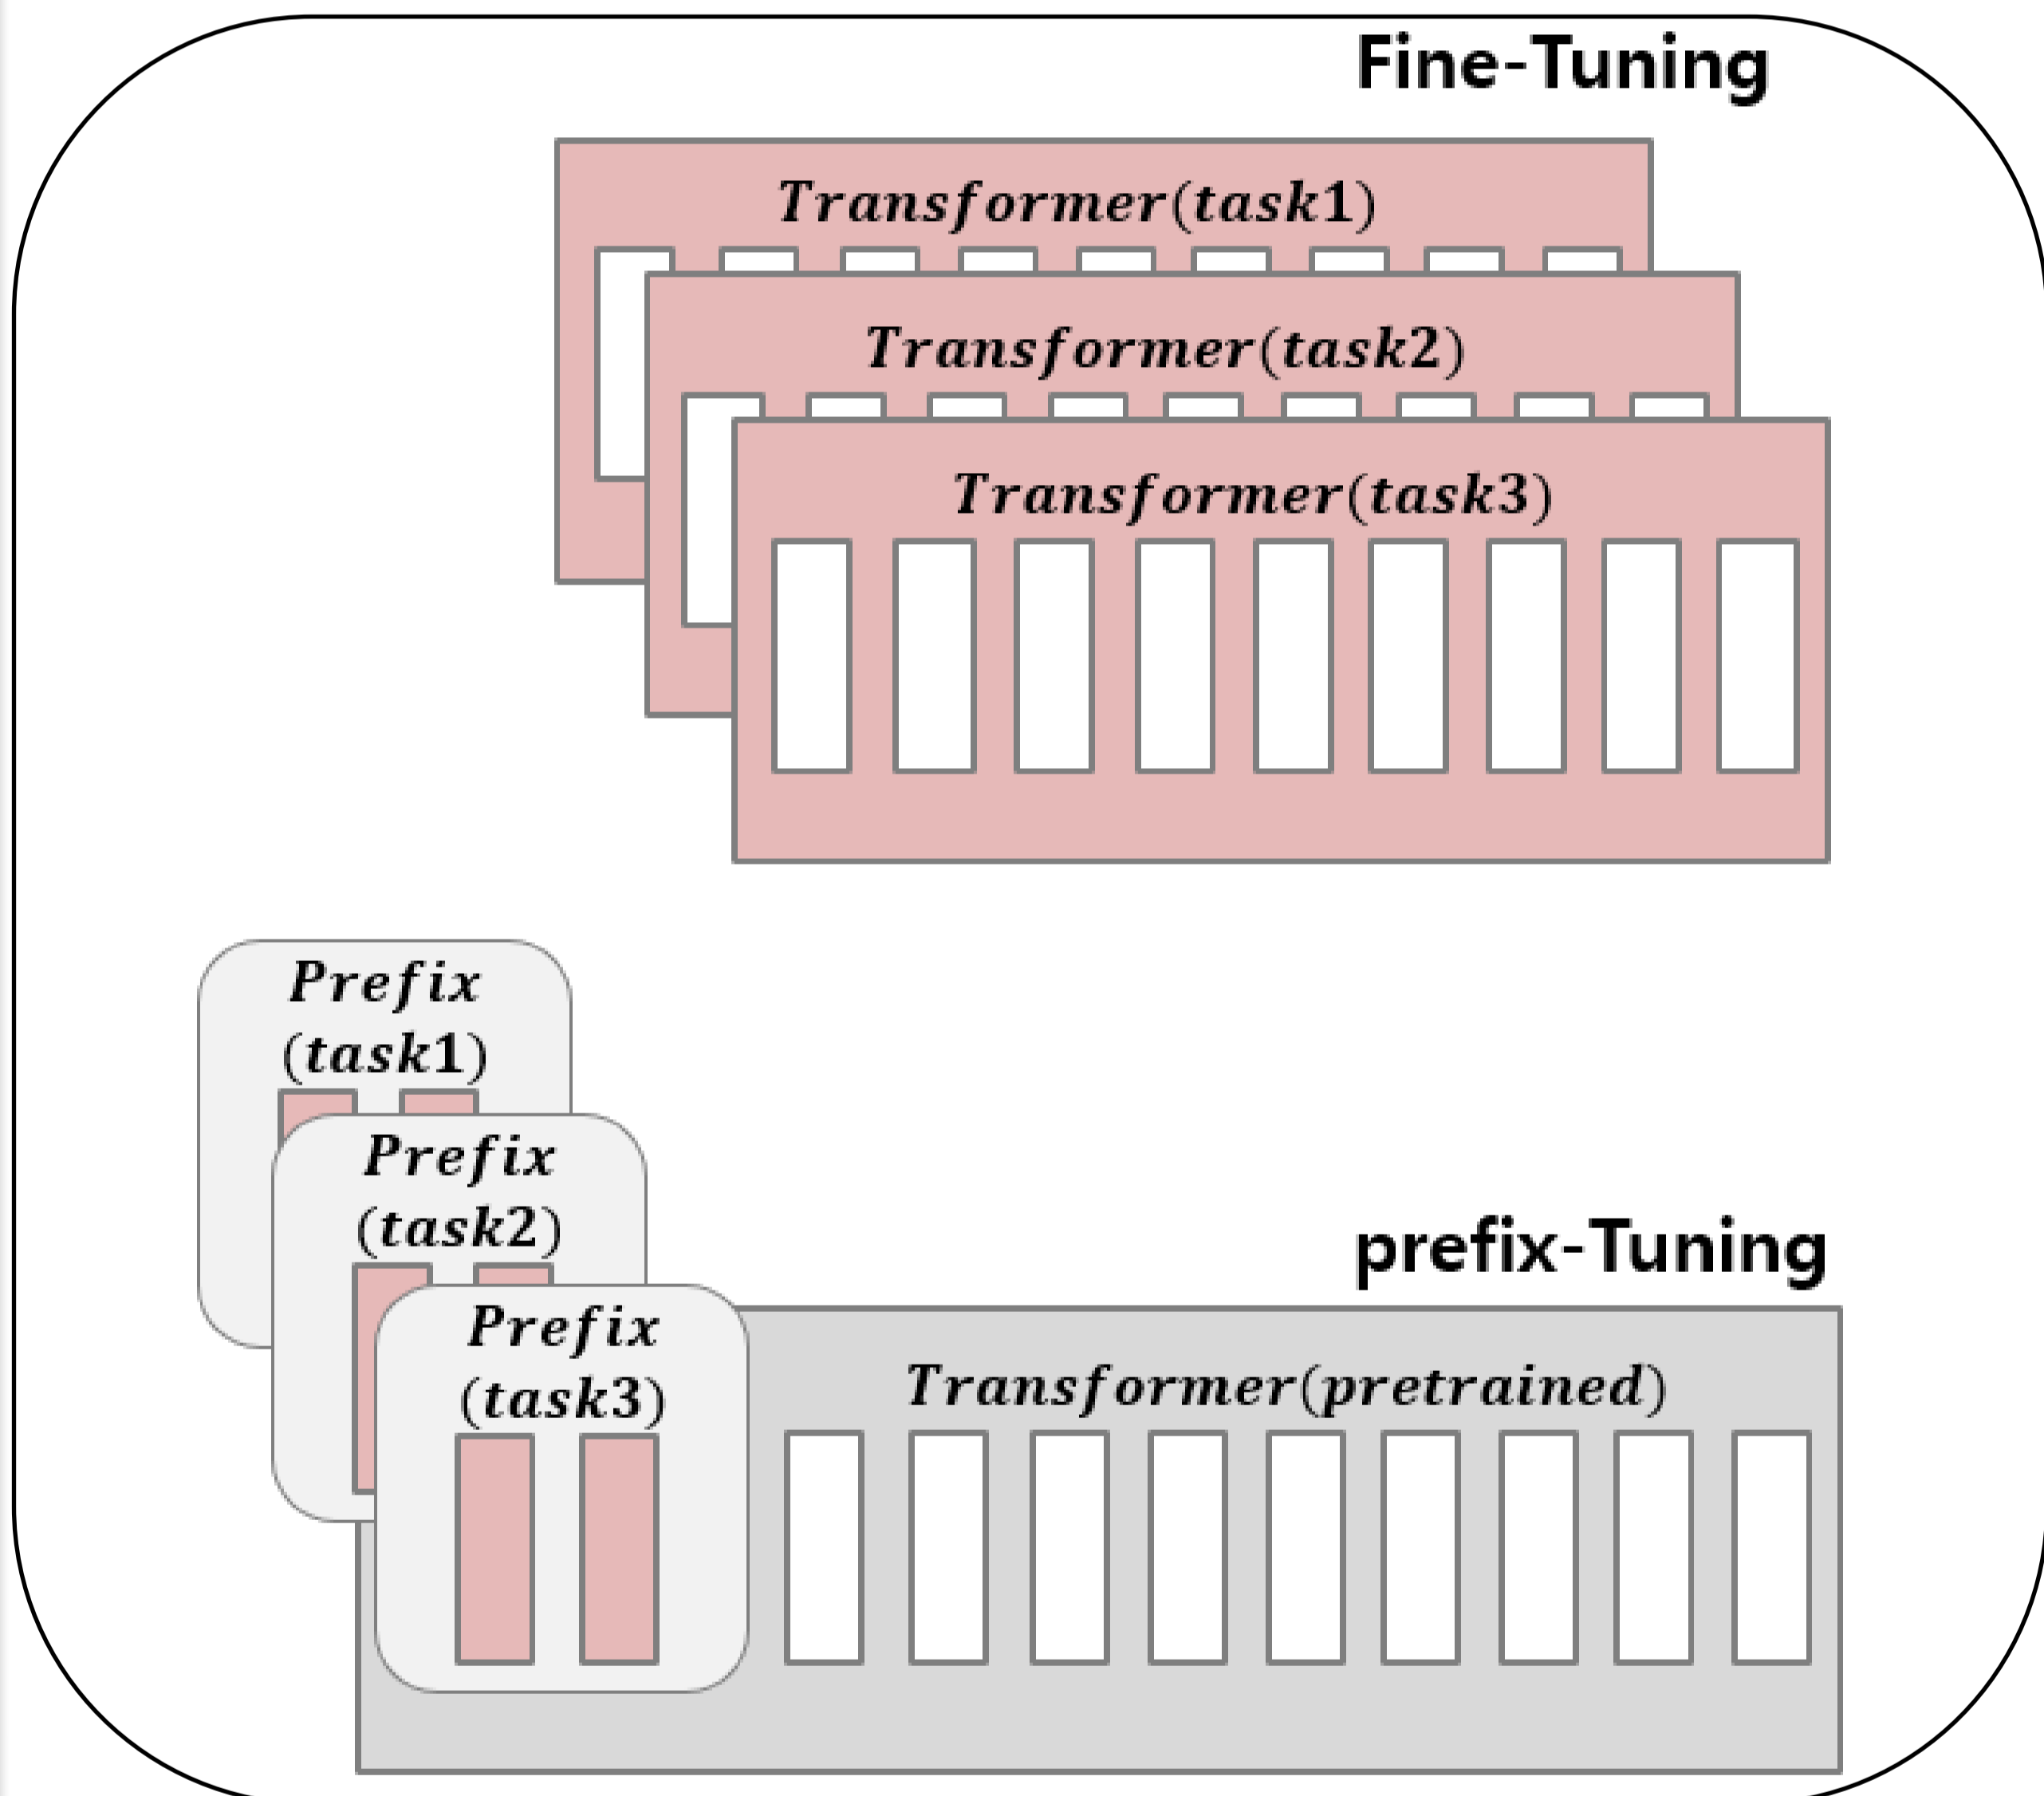 Fine-Tuning
Transformer(task1)
Transformer(task2)
Transformer(task3)
Prefix
(task1)
Prefix
(task2)
Prefix
(task3)
prefix-Tuning
Transformer(pretrained)